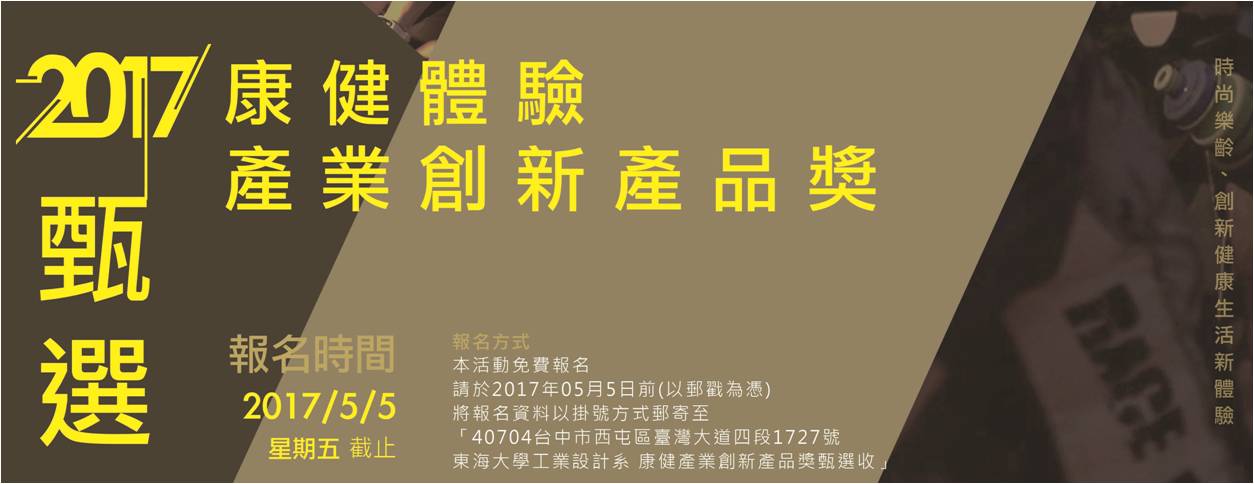 2017
甄選
康健體驗
產業創新產品獎
報名時間
2017/5/5
星期五 截止
報名方式
本活動免費報名
請於2017年05月5日前(以郵戳為憑)
將報名資料以掛號方式郵寄至
「40704台中市西屯區臺灣大道四段1727號
東海大學工業設計系 康健產業創新產品獎甄選收」
時尚樂齡、創新健康生活新體驗